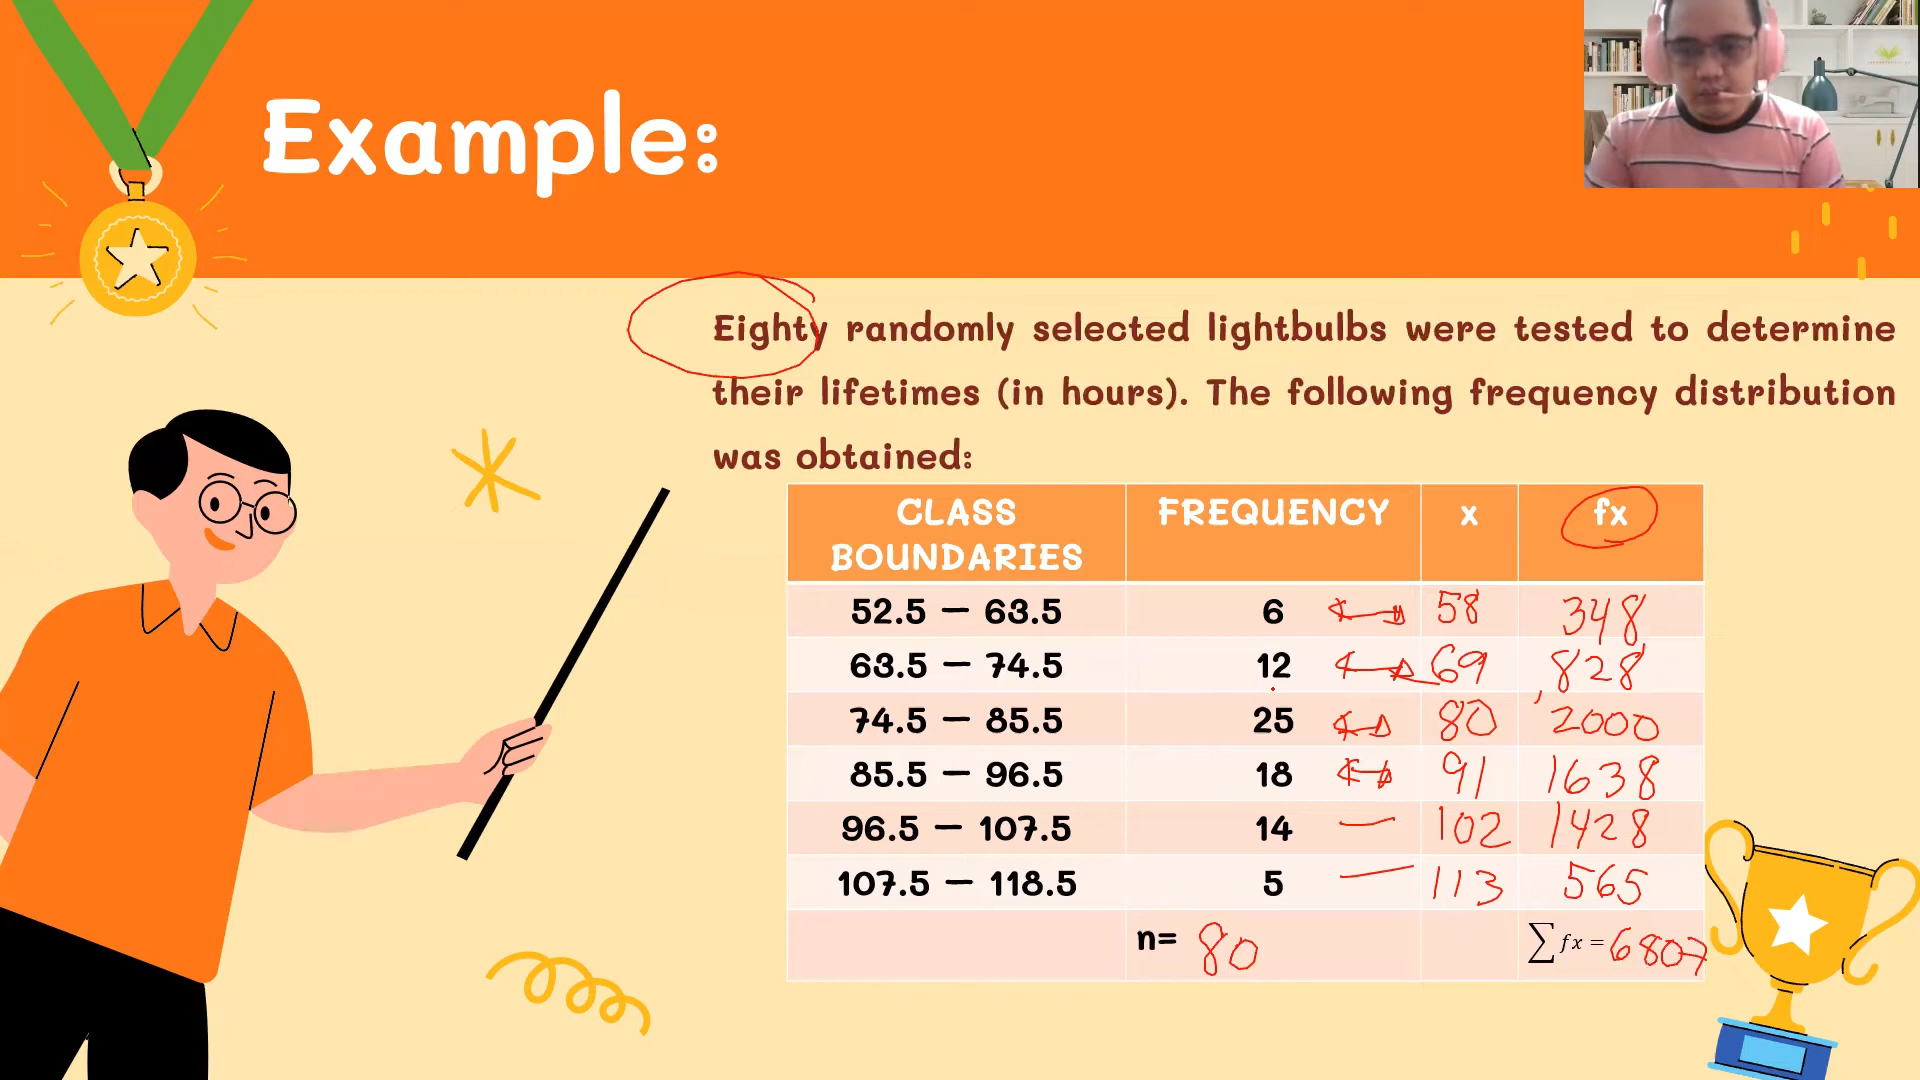 Example:
Eighty randomly selected lightbulbs were tested to determine
their lifetimes (in hours). The following frequency distribution
was obtained:
CLASS BOUNDARIES FREQUENCY x fx
52.5 – 63.5 6 58 348
63.5 – 74.5 12 69 828
74.5 – 85.5 25 80 2000
85.5 – 96.5 18 91 1638
96.5 – 107.5 14 102 1428
107.5 – 118.5 5 113 565
n= 80 ∑fx = 6807